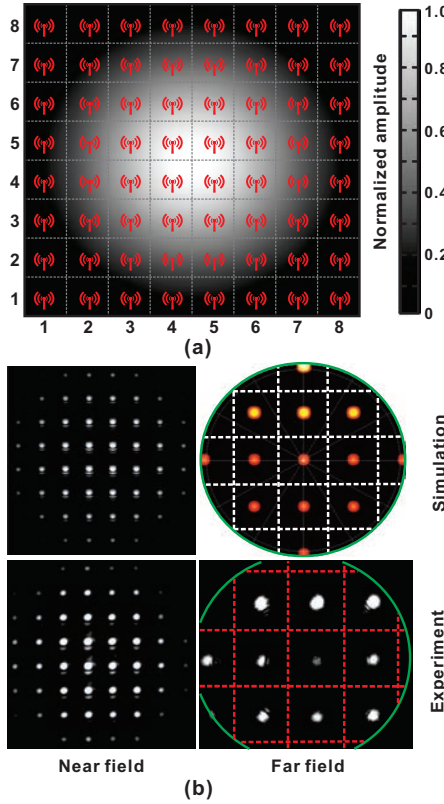 8
7
6
5
4
3
2
1
1 2 3 4 5 6 7 8
1.0
0.8
0.6
0.4
0.2
0
Normalized amplitude
(a)
Simulation
Experiment
Near field Far field
(b)